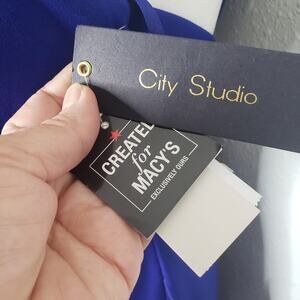 City Studio
CREATED
for
MACY'S
EXCLUSIVELY OURS